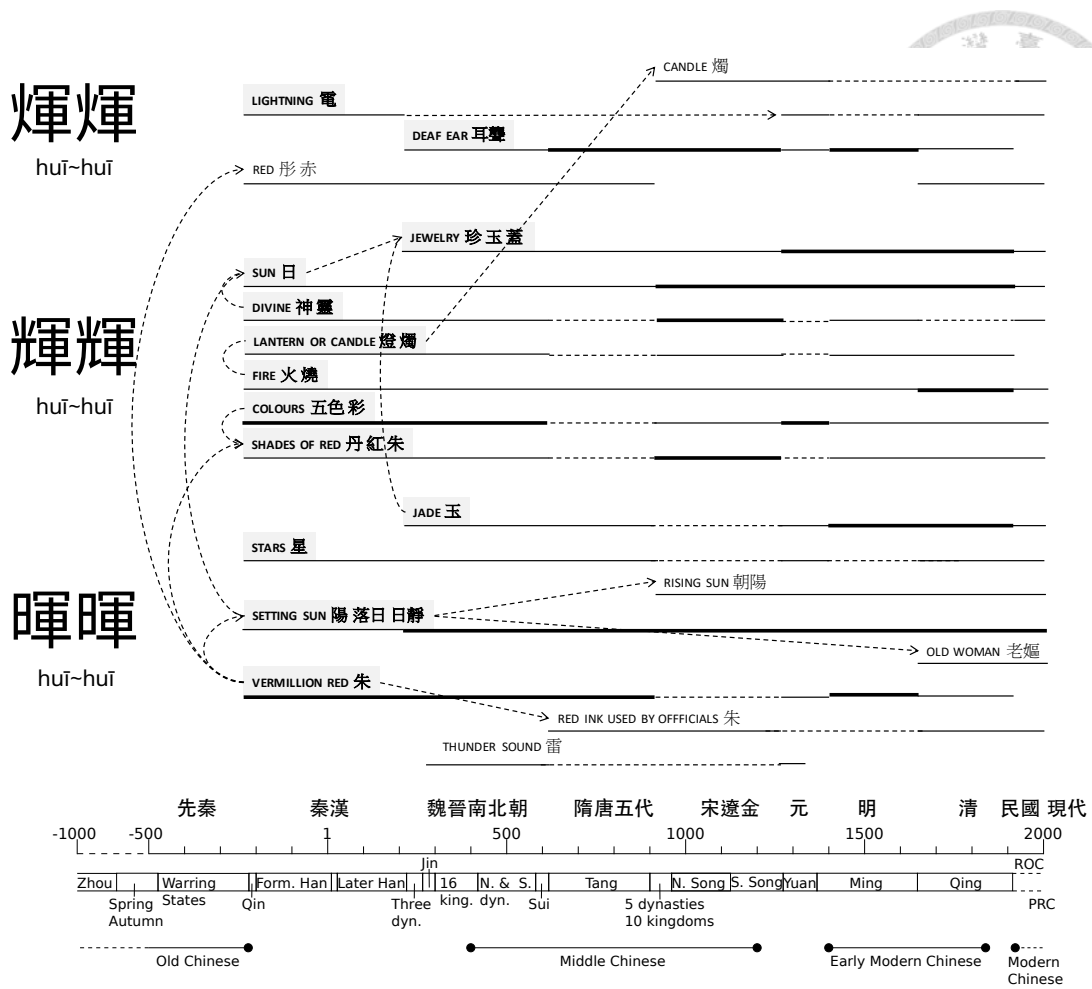 CANDLE 燭
煇煇
huī~huī
LIGHTNING 電
DEAF EAR 耳聾
RED 彤 赤
JEWELRY 珍 玉 蓋
SUN 日
DIVINE 神 靈
輝輝
huī~huī
LANTERN OR CANDLE 燈 燭
FIRE 火 燒
COLOURS 五色 彩
SHADES OF RED 丹 紅 朱
JADE 玉
STARS 星
暉暉
huī~huī
RISING SUN 朝陽
SETTING SUN 陽 落日 日靜
OLD WOMAN 老嫗
VERMILLION RED 朱
RED INK USED BY OFFFICIALS 朱
THUNDER SOUND 雷
先秦 秦漢 魏晉南北朝 隋唐五代 宋遼金 元 明 清 民國 現代
-1000 -500 1 500 1000 1500 2000
Jin ROC
Zhou Warring States Form. Han Later Han 16 king. N. & S. dyn. Tang N. Song S. Song Yuan Ming Qing
Spring Autumn Qin Three dyn. Sui 5 dynasties 10 kingdoms PRC
Old Chinese Middle Chinese Early Modern Chinese Modern Chinese